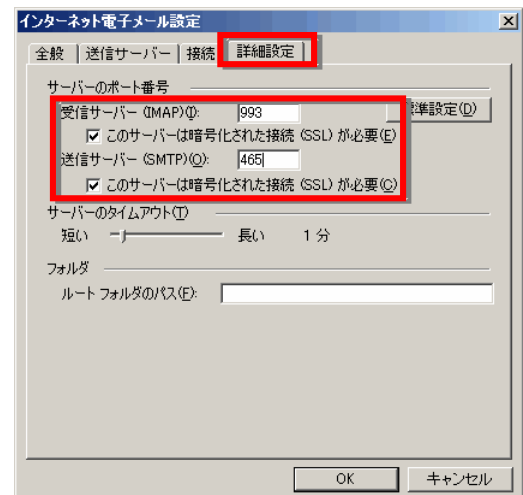 インターネット電子メール設定
全般 送信サーバー 接続 詳細設定
サーバーのポート番号
受信サーバー (IMAP)(I): 993 準設定(D)
このサーバーは暗号化された接続 (SSL) が必要(E)
送信サーバー (SMTP)(O): 465
このサーバーは暗号化された接続 (SSL) が必要(C)
サーバーのタイムアウト(T)
短い 長い 1 分
フォルダ
ルート フォルダのパス(F):
OK キャンセル